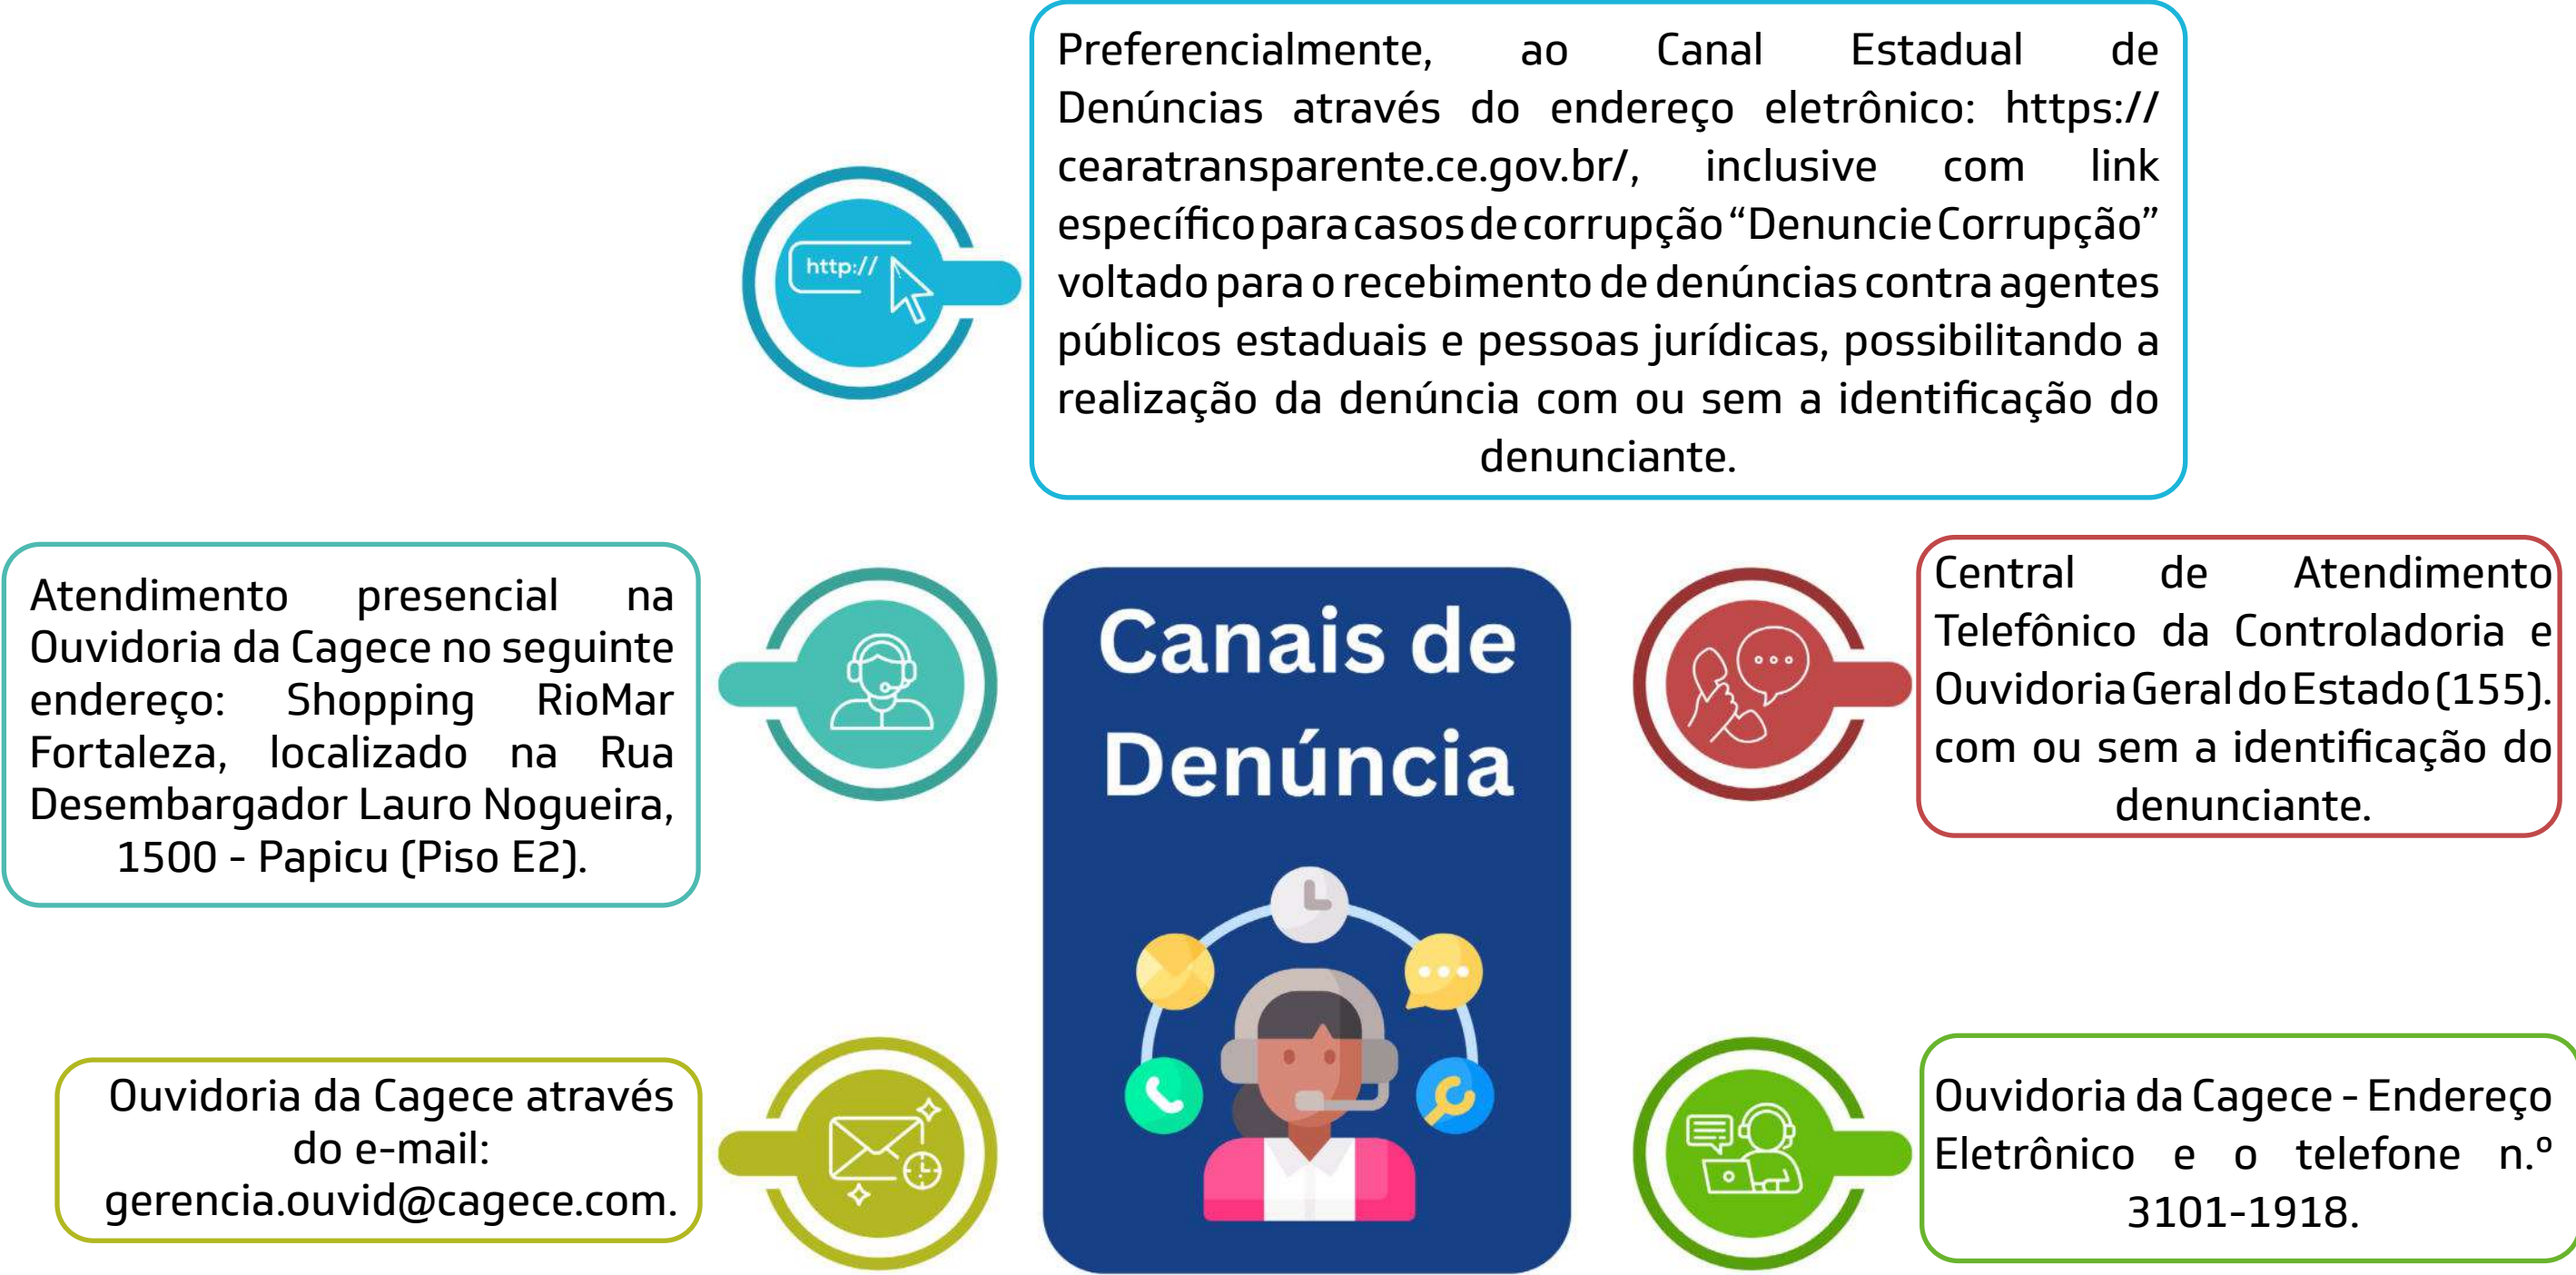 Preferencialmente, ao Canal Estadual de
Denúncias através do endereço eletrônico: https://
cearatransparente.ce.gov.br/, inclusive com link
específico para casos de corrupção “Denuncie Corrupção”
voltado para o recebimento de denúncias contra agentes
públicos estaduais e pessoas jurídicas, possibilitando a
realização da denúncia com ou sem a identificação do
denunciante.
http://
Atendimento presencial na
Ouvidoria da Cagece no seguinte
endereço: Shopping RioMar
Fortaleza, localizado na Rua
Desembargador Lauro Nogueira,
1500 - Papicu (Piso E2).
Canais de
Denúncia
Central de Atendimento
Telefônico da Controladoria e
Ouvidoria Geral do Estado (155).
com ou sem a identificação do
denunciante.
Ouvidoria da Cagece através
do e-mail:
gerencia.ouvid@cagece.com.
Ouvidoria da Cagece - Endereço
Eletrônico e o telefone n.º
3101-1918.